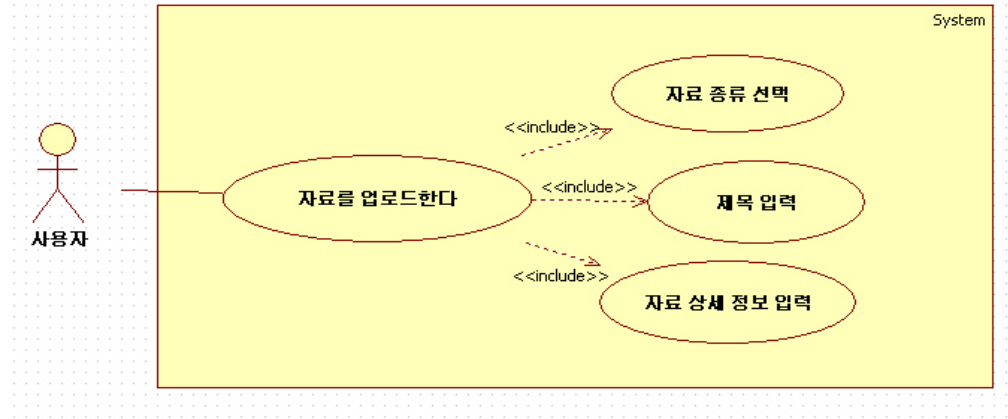 System
자료 종류 선택
<<include>>
<<include>>
자료를 업로드한다
제목 입력
사용자
<<include>>
자료 상세 정보 입력